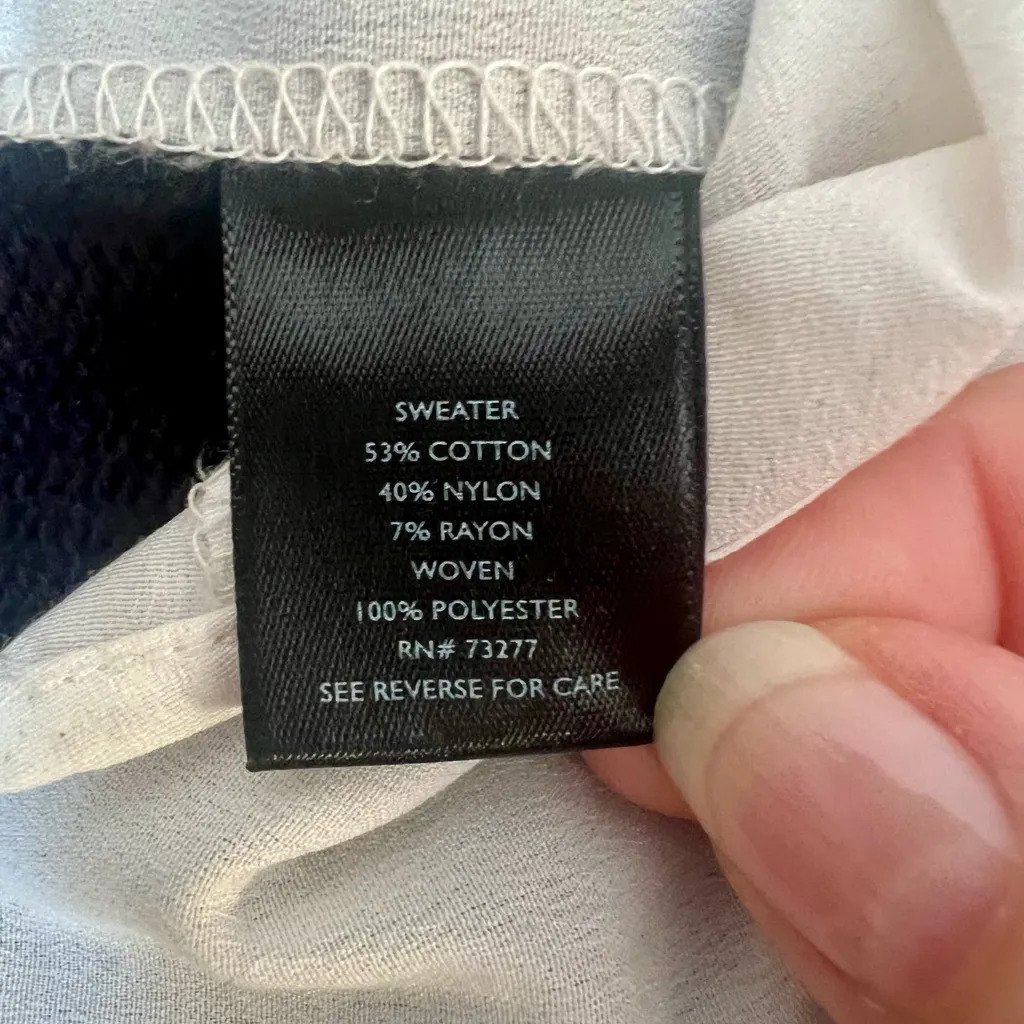 SWEATER
53% COTTON
40% NYLON
7% RAYON
WOVEN
100% POLYESTER
RN# 73277
SEE REVERSE FOR CARE